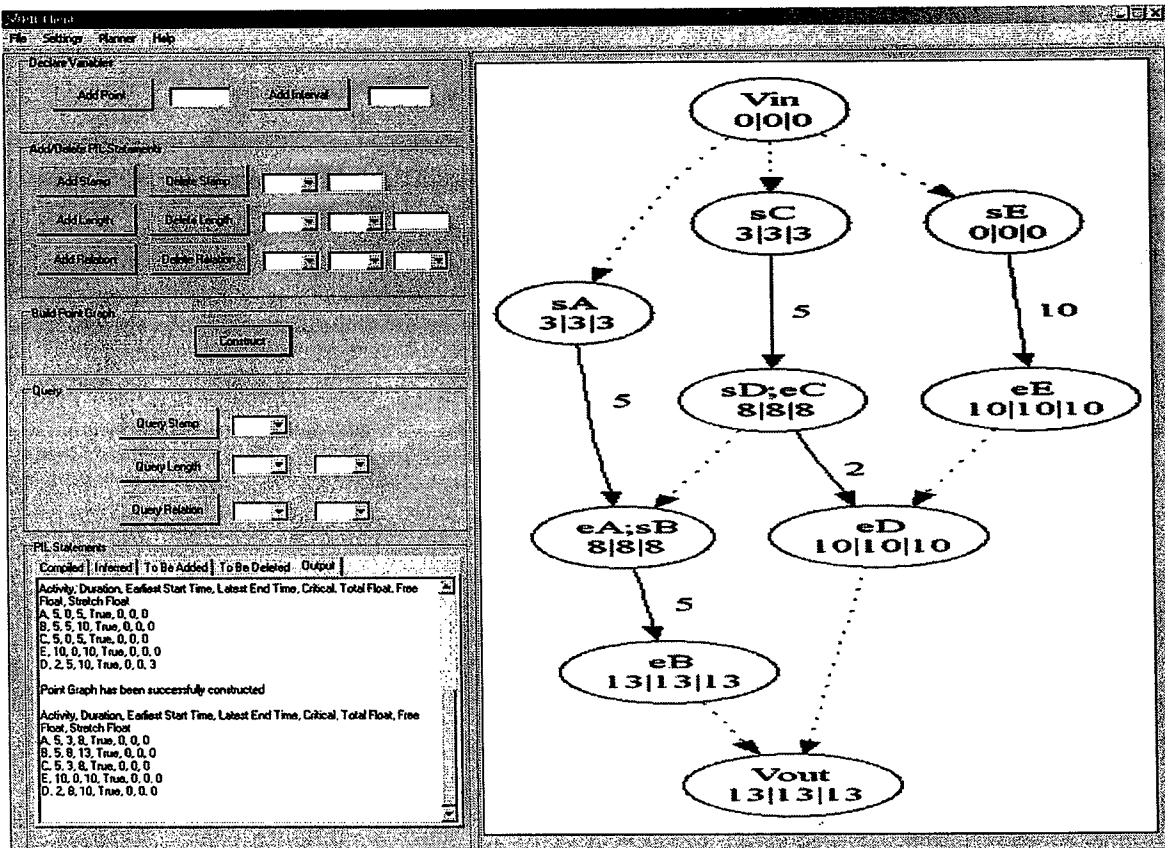 Client
File Settings Planner Help
Declare Variables
Add Point Add Interval
Add/Delete PIL Statements
Add Stamp Delete Stamp
Add Length Delete Length
Add Relation Delete Relation
Build Point Graph
Construct
Query
Query Stamp
Query Length
Query Relation
PIL Statements
Compiled Inferred To Be Added To Be Deleted Output
Activity, Duration, Earliest Start Time, Latest End Time, Critical, Total Float, Free
Float, Stretch Float
A, 5, 0, 5, True, 0, 0, 0
B, 5, 5, 10, True, 0, 0, 0
C, 5, 0, 5, True, 0, 0, 0
E, 10, 0, 10, True, 0, 0, 0
D, 2, 5, 10, True, 0, 0, 3
Point Graph has been successfully constructed
Activity, Duration, Earliest Start Time, Latest End Time, Critical, Total Float, Free
Float, Stretch Float
A, 5, 3, 8, True, 0, 0, 0
B, 5, 8, 13, True, 0, 0, 0
C, 5, 3, 8, True, 0, 0, 0
E, 10, 0, 10, True, 0, 0, 0
D, 2, 8, 10, True, 0, 0, 0
Vin
0|0|0
sC
3|3|3
sE
0|0|0
sA
3|3|3
5
10
sD;eC
8|8|8
eE
10|10|10
5
2
eA;sB
8|8|8
eD
10|10|10
5
eB
13|13|13
Vout
13|13|13